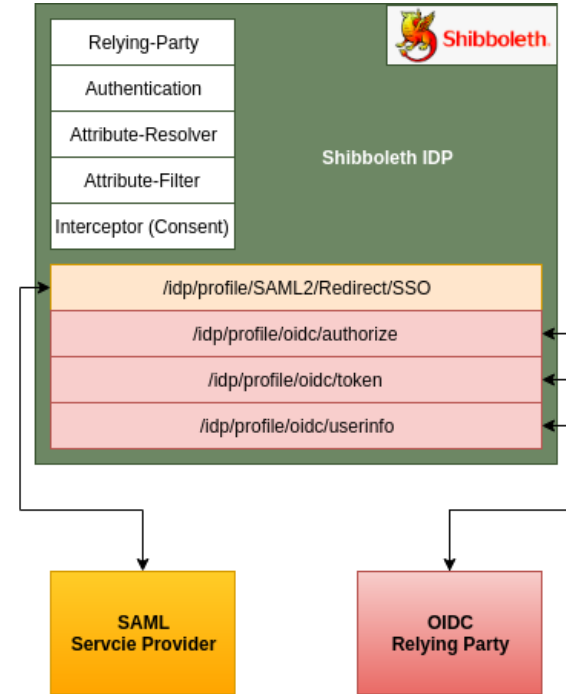 Relying-Party
Shibboleth.
Authentication
Attribute-Resolver
Shibboleth IDP
Attribute-Filter
Interceptor (Consent)
/idp/profile/SAML2/Redirect/SSO
/idp/profile/oidc/authorize
/idp/profile/oidc/token
/idp/profile/oidc/userinfo
SAML
Servcie Provider
OIDC
Relying Party